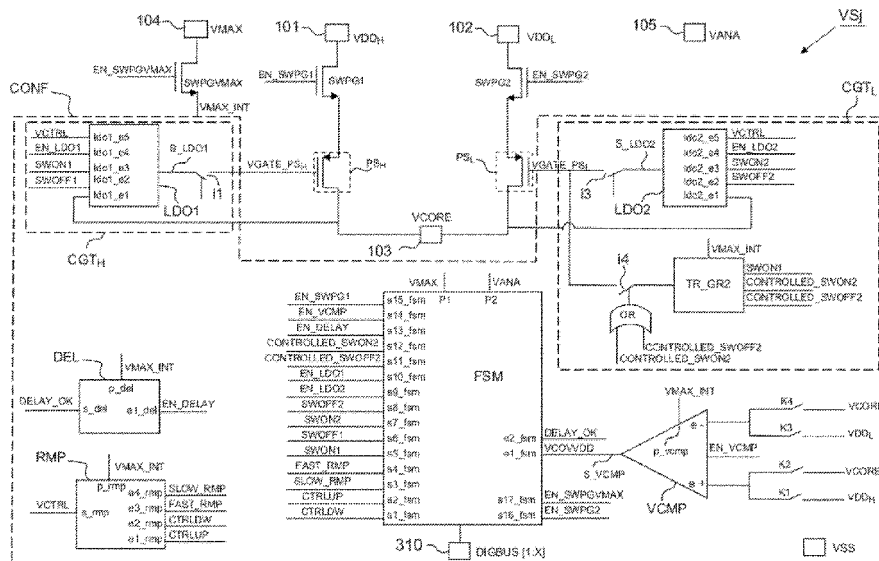 104
VMAX
101
VDDH
102
VDDL
105
VANA
VSj
EN_SWPGVMAX
SWPGVMAX
EN_SWPG1
SWPG1
SWPG2
EN_SWPG2
CONF
VMAX_INT
CGTL
VCTRL
EN_LDO1
SWON1
SWOFF1
ldo1_e5
ldo1_e4
ldo1_e3
ldo1_e2
ldo1_e1
S_LDO1
i1
LDO1
CGTH
VGATE_PSH
PSH
PSL
VGATE_PSL
S_LDO2
i3
LDO2
ldo2_e5
ldo2_e4
ldo2_e3
ldo2_e2
ldo2_e1
VCTRL
EN_LDO2
SWON2
SWOFF2
VCORE
103
VMAX_INT
i4
TR_GR2
SWON1
CONTROLLED_SWON2
CONTROLLED_SWOFF2
OR
CONTROLLED_SWOFF2
CONTROLLED_SWON2
VMAX
VANA
P1
P2
FSM
EN_SWPG1
s15_fsm
EN_VCMP
s14_fsm
EN_DELAY
s13_fsm
CONTROLLED_SWON2
s12_fsm
CONTROLLED_SWOFF2
s11_fsm
EN_LDO1
s10_fsm
EN_LDO2
s9_fsm
SWOFF2
s8_fsm
SWON2
s7_fsm
SWOFF1
s6_fsm
SWON1
s5_fsm
FAST_RMP
s4_fsm
SLOW_RMP
s3_fsm
CTRLUP
s2_fsm
CTRLDW
s1_fsm
e2_fsm
DELAY_OK
e1_fsm
VCOVVDD
s17_fsm
EN_SWPGVMAX
s16_fsm
EN_SWPG2
310
DIGBUS [1.X]
DEL
VMAX_INT
p_del
DELAY_OK
s_del
e1_del
EN_DELAY
RMP
VMAX_INT
p_rmp
VCTRL
s_rmp
e4_rmp
SLOW_RMP
e3_rmp
FAST_RMP
e2_rmp
CTRLDW
e1_rmp
CTRLUP
VMAX_INT
p_vcmp
S_VCMP
VCMP
e -
e +
EN_VCMP
K4
VCORE
K3
VDDL
K2
VCORE
K1
VDDH
VSS